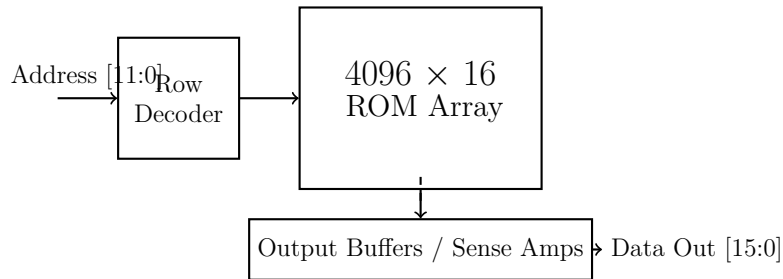 Address [11:0]
Row
Decoder
4096 × 16
ROM Array
Output Buffers / Sense Amps
Data Out [15:0]